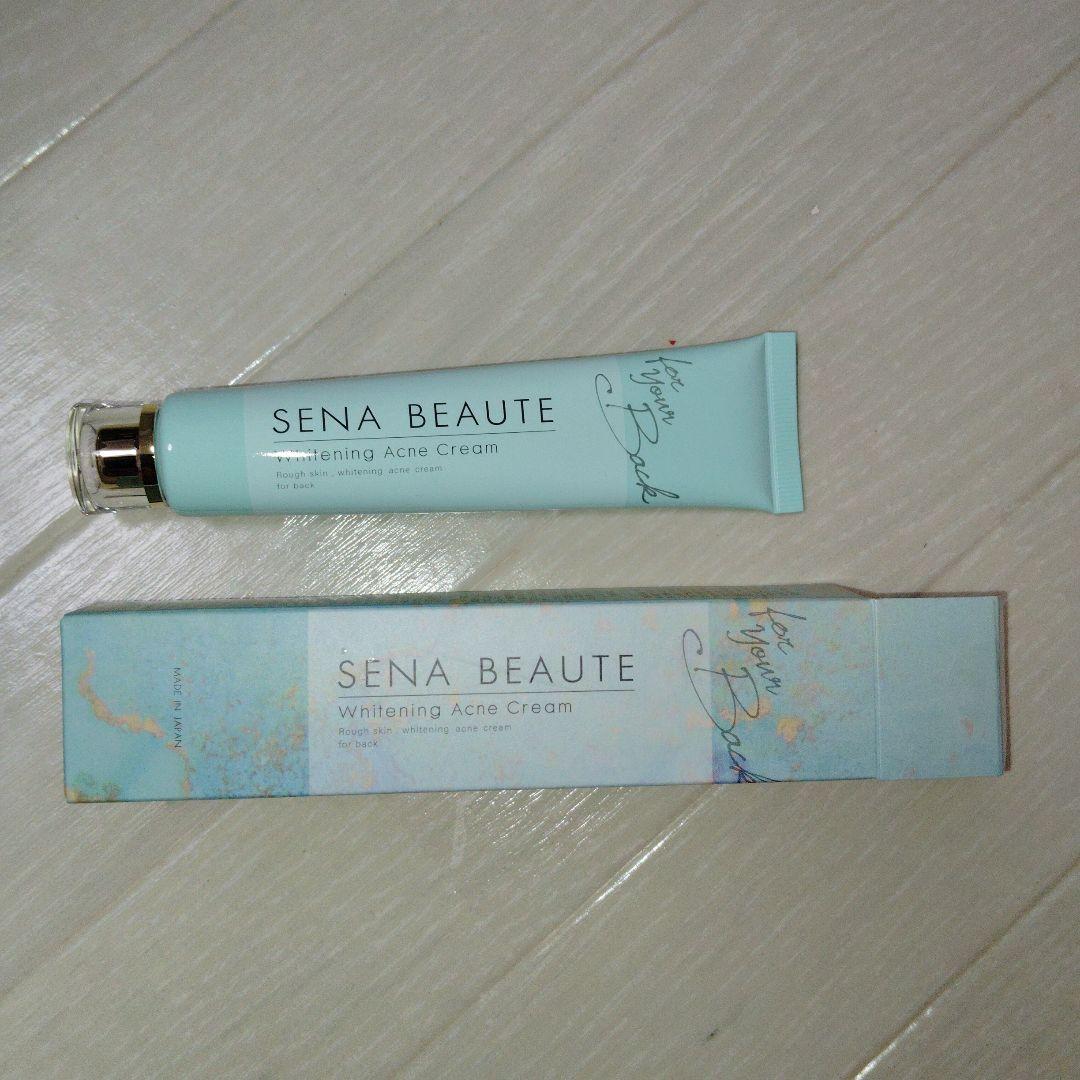 SENA BEAUTE
Whitening Acne Cream
Rough skin , whitening acne cream
for back
for
Your
Back
MADE IN JAPAN
SENA BEAUTE
Whitening Acne Cream
Rough skin , whitening acne cream
for back
for
Your
Back